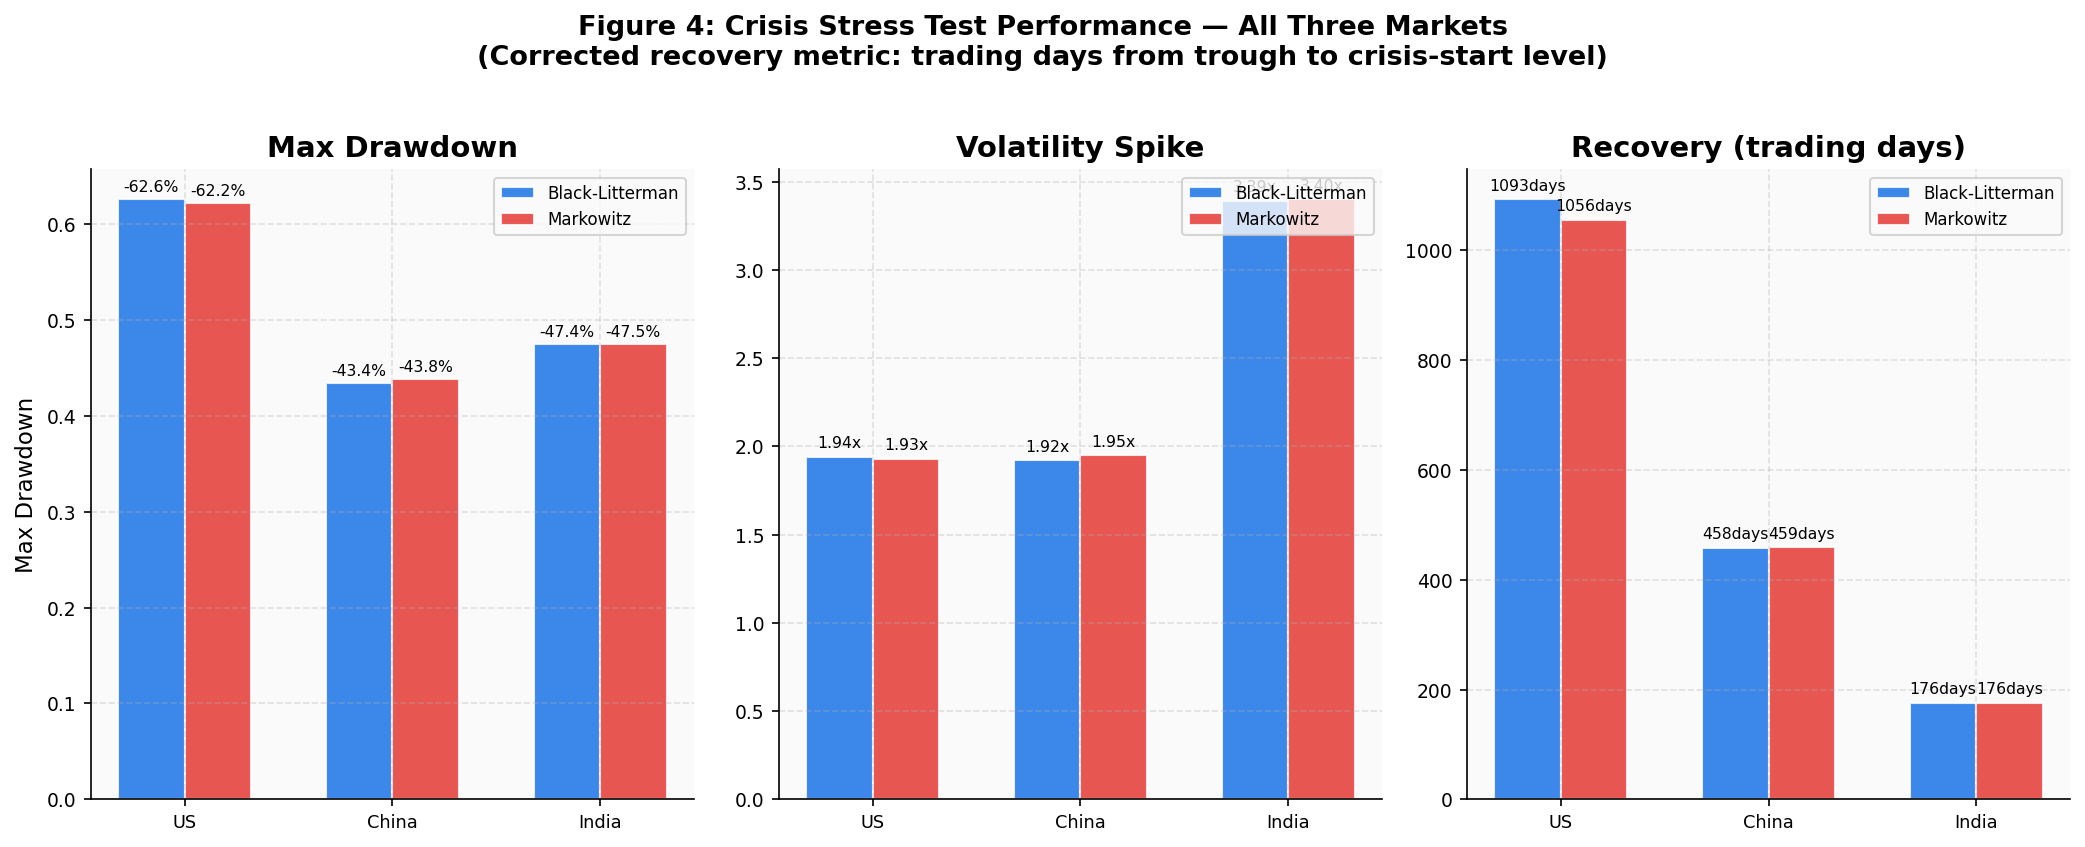 Figure 4: Crisis Stress Test Performance — All Three Markets
(Corrected recovery metric: trading days from trough to crisis-start level)
Max Drawdown
Max Drawdown
0.6
0.5
0.4
0.3
0.2
0.1
0.0
-62.6% -62.2%
-43.4% -43.8%
-47.4% -47.5%
Black-Litterman
Markowitz
US China India
Volatility Spike
3.5
3.0
2.5
2.0
1.5
1.0
0.5
0.0
1.94x 1.93x
1.92x 1.95x
3.39x 3.40x
Black-Litterman
Markowitz
US China India
Recovery (trading days)
1000
800
600
400
200
0
1093days
1056days
458days 459days
176days 176days
Black-Litterman
Markowitz
US China India